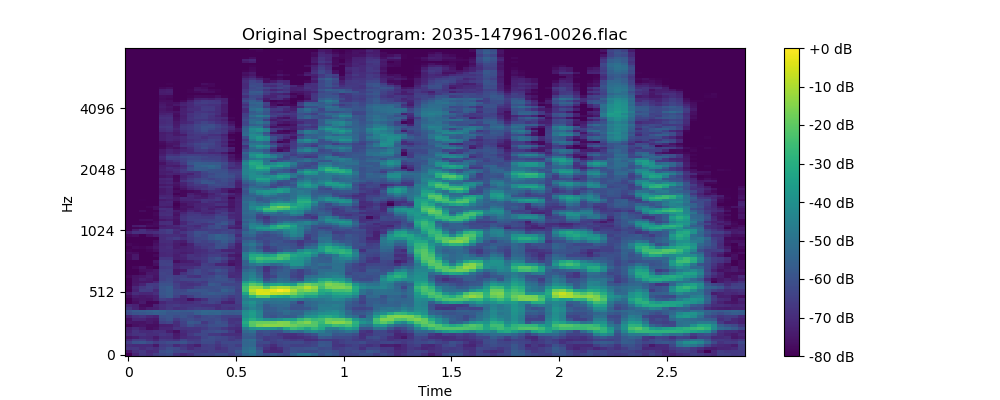 Original Spectrogram: 2035-147961-0026.flac
+0 dB
4096
-10 dB
-20 dB
2048
-30 dB
Hz
-40 dB
1024
-50 dB
512
-60 dB
-70 dB
0
-80 dB
0 0.5 1 1.5 2 2.5
Time